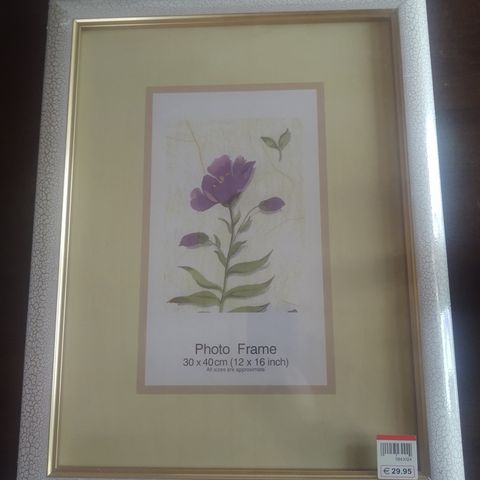 Photo Frame
30 x 40cm (12 x 16 inch)
All sizes are approximate
€ 29.95